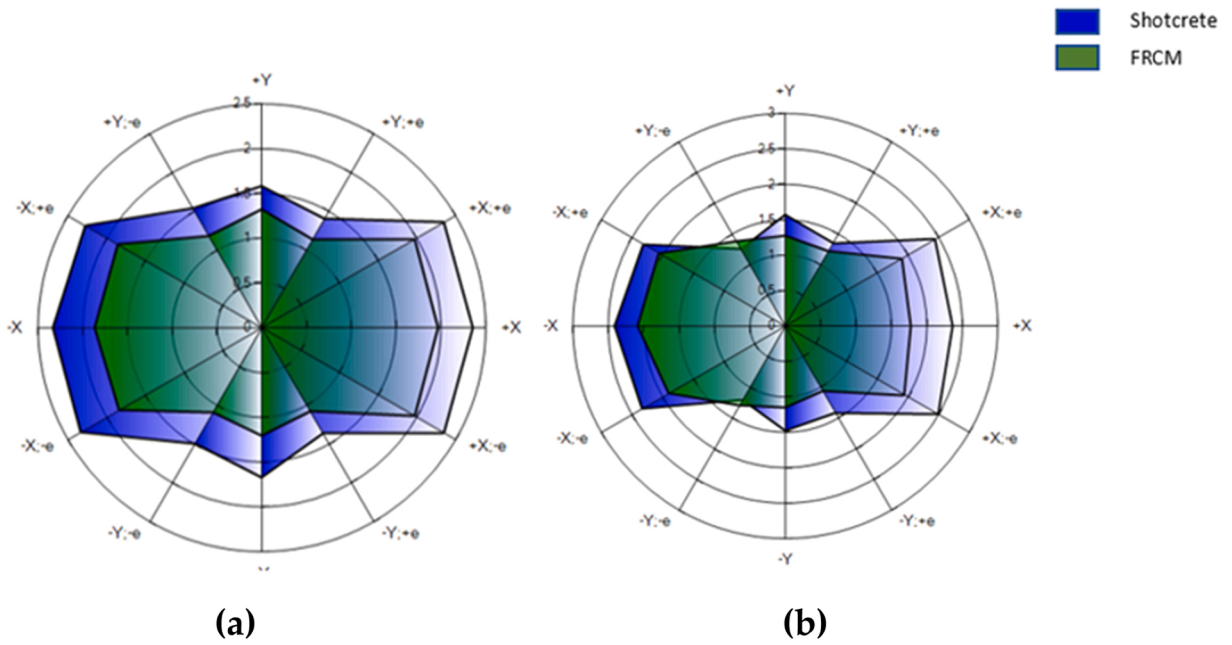 Shotcrete
FRCM
+Y
2.5
+Y;-e
+Y;+e
2
-X;+e
1.5
+X;+e
1
0.5
-X
0
+X
-X;-e
+X;-e
-Y;-e
-Y;+e
+Y
3
+Y;-e
+Y;+e
2.5
2
-X;+e
1.5
+X;+e
1
0.5
-X
0
+X
-X;-e
+X;-e
-Y;-e
-Y;+e
-Y
(a)
(b)